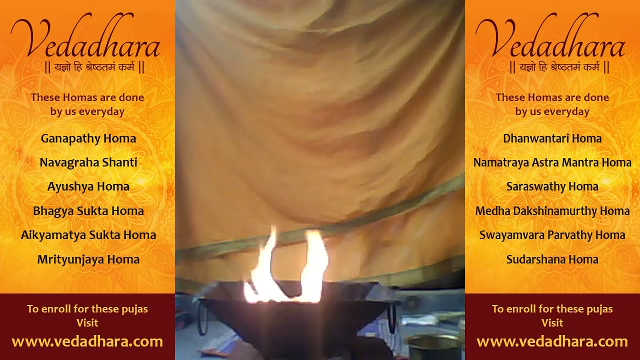 Vedadhara
|| यज्ञो हि श्रेष्ठतमं कर्म ||
These Homas are done
by us everyday
Ganapathy Homa
Navagraha Shanti
Ayushya Homa
Bhagya Sukta Homa
Aikyamatya Sukta Homa
Mrityunjaya Homa
To enroll for these pujas
Visit
www.vedadhara.com
Vedadhara
|| यज्ञो हि श्रेष्ठतमं कर्म ||
These Homas are done
by us everyday
Dhanwantari Homa
Namatraya Astra Mantra Homa
Saraswathy Homa
Medha Dakshinamurthy Homa
Swayamvara Parvathy Homa
Sudarshana Homa
To enroll for these pujas
Visit
www.vedadhara.com